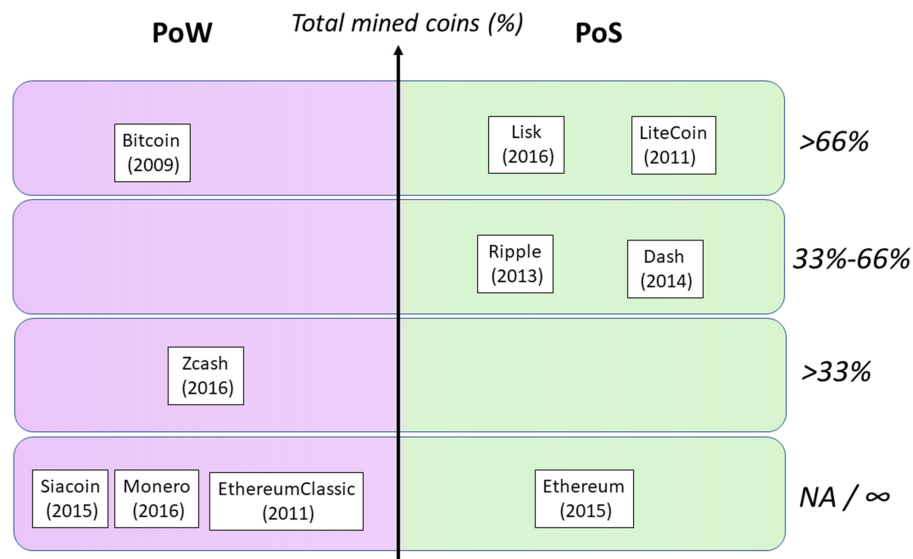 Total mined coins (%)
PoW
PoS
Bitcoin
(2009)
Lisk
(2016)
LiteCoin
(2011)
>66%
Ripple
(2013)
Dash
(2014)
33%-66%
Zcash
(2016)
>33%
Siacoin
(2015)
Monero
(2016)
EthereumClassic
(2011)
Ethereum
(2015)
NA / ∞